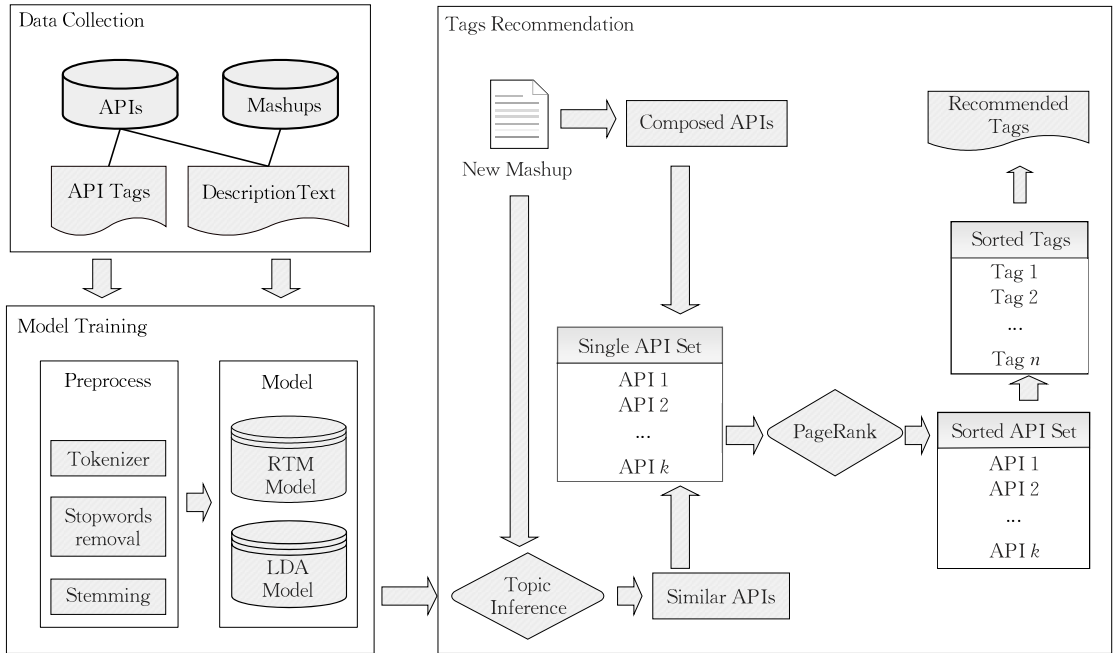 Data Collection
APIs
Mashups
API Tags
DescriptionText
Model Training
Preprocess
Tokenizer
Stopwords
removal
Stemming
Model
RTM
Model
LDA
Model
Tags Recommendation
New Mashup
Composed APIs
Single API Set
API 1
API 2
...
API k
Topic
Inference
Similar APIs
PageRank
Sorted API Set
API 1
API 2
...
API k
Sorted Tags
Tag 1
Tag 2
...
Tag n
Recommended
Tags